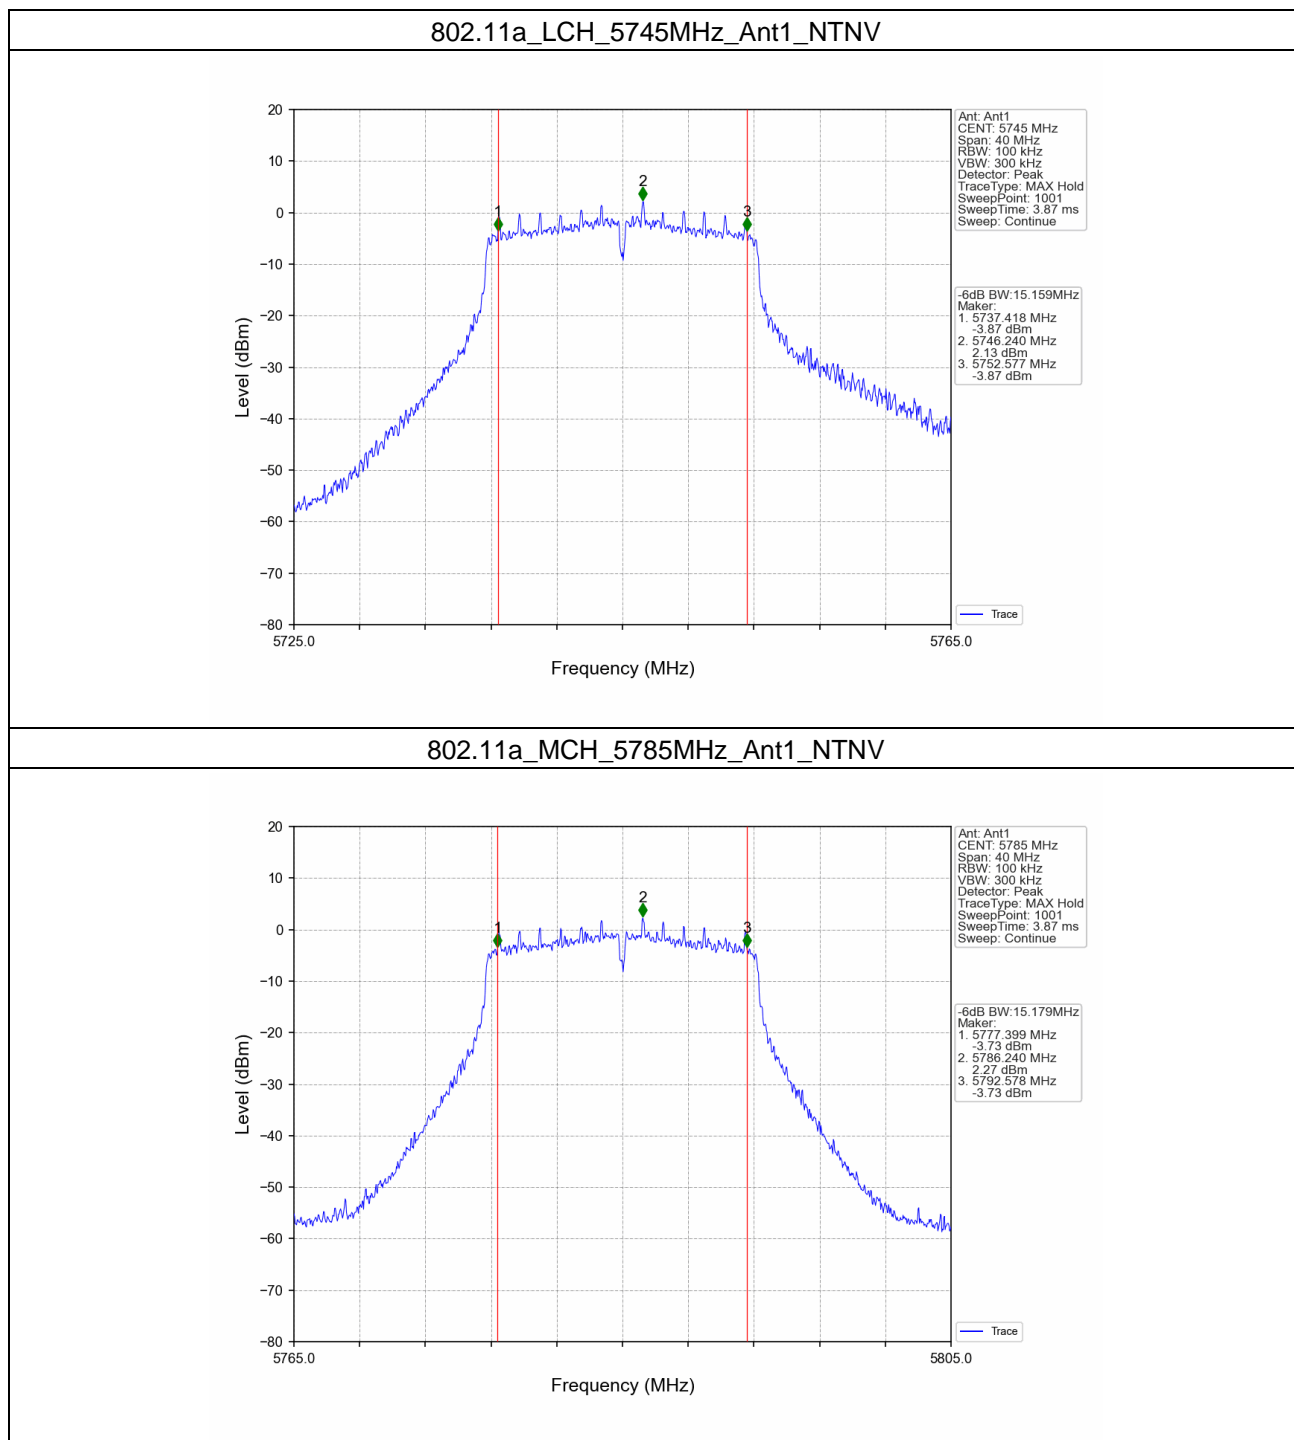 802.11a_LCH_5745MHz_Ant1_NTNV
20
10
0
−10
−20
−30
−40
−50
−60
−70
−80
Level (dBm)
1
2
3
5725.0
5765.0
Frequency (MHz)
Ant: Ant1
CENT: 5745 MHz
Span: 40 MHz
RBW: 100 kHz
VBW: 300 kHz
Detector: Peak
TraceType: MAX Hold
SweepPoint: 1001
SweepTime: 3.87 ms
Sweep: Continue
-6dB BW:15.159MHz
Maker:
1. 5737.418 MHz
-3.87 dBm
2. 5746.240 MHz
2.13 dBm
3. 5752.577 MHz
-3.87 dBm
Trace
802.11a_MCH_5785MHz_Ant1_NTNV
20
10
0
−10
−20
−30
−40
−50
−60
−70
−80
Level (dBm)
1
2
3
5765.0
5805.0
Frequency (MHz)
Ant: Ant1
CENT: 5785 MHz
Span: 40 MHz
RBW: 100 kHz
VBW: 300 kHz
Detector: Peak
TraceType: MAX Hold
SweepPoint: 1001
SweepTime: 3.87 ms
Sweep: Continue
-6dB BW:15.179MHz
Maker:
1. 5777.399 MHz
-3.73 dBm
2. 5786.240 MHz
2.27 dBm
3. 5792.578 MHz
-3.73 dBm
Trace